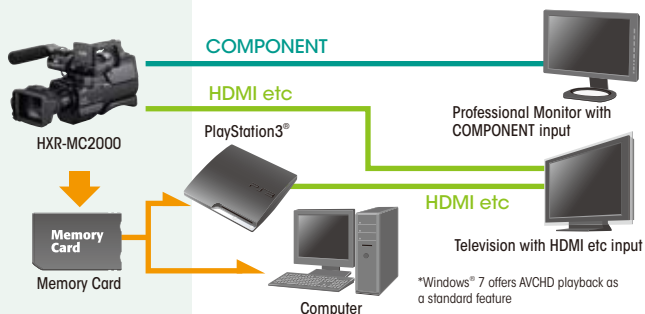 COMPONENT
HDMI etc
HXR-MC2000
PlayStation3®
Professional Monitor with
COMPONENT input
HDMI etc
Memory
Card
Memory Card
Television with HDMI etc input
Computer
*Windows® 7 offers AVCHD playback as
a standard feature